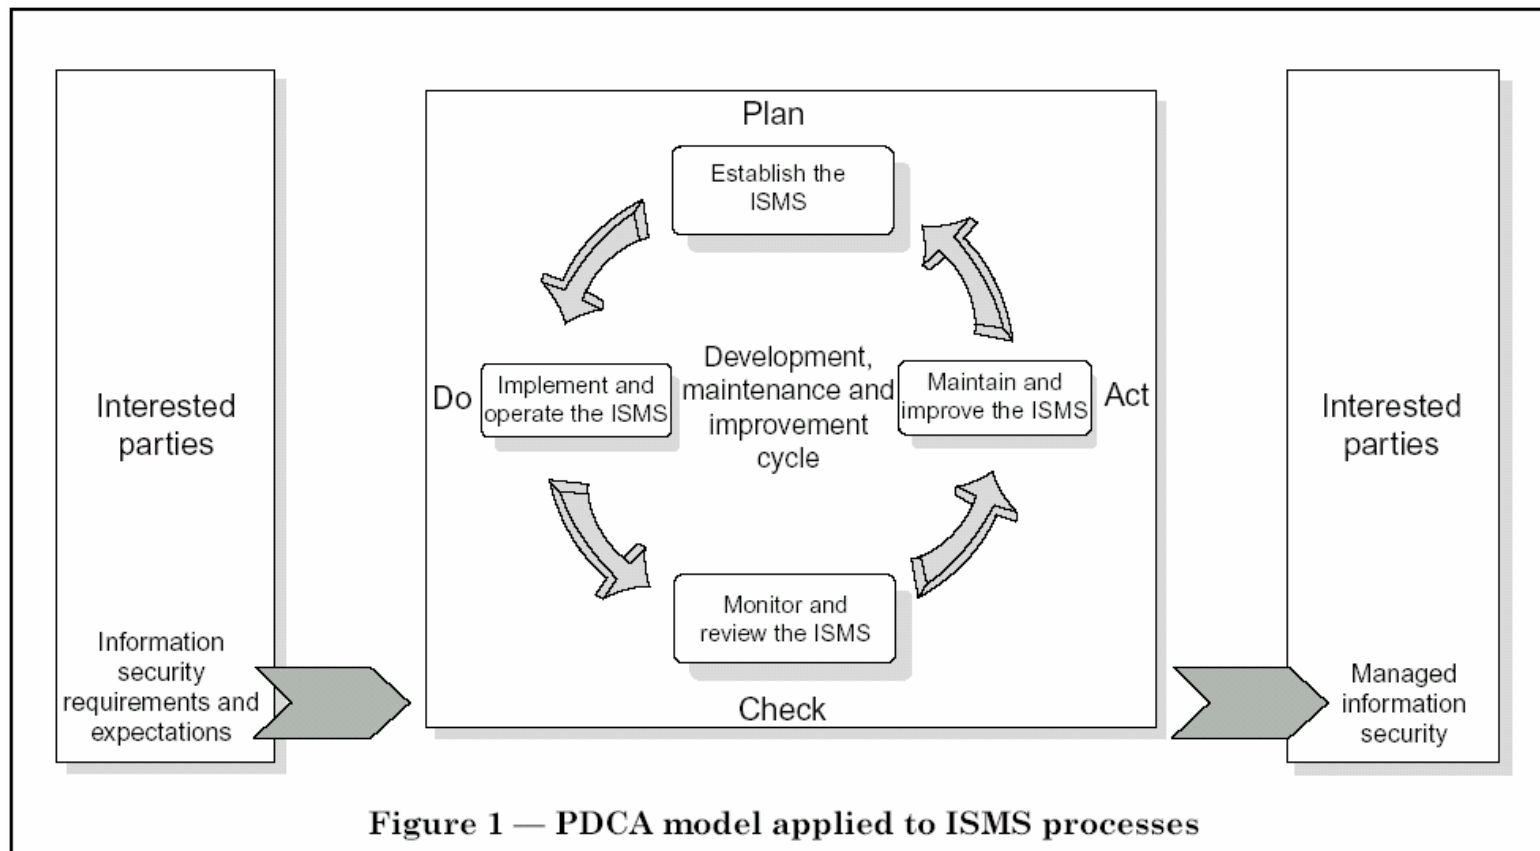 Interested
parties
Information
security
requirements and
expectations
Plan
Establish the
ISMS
Do
Implement and
operate the ISMS
Development,
maintenance and
improvement
cycle
Maintain and
improve the ISMS
Act
Monitor and
review the ISMS
Check
Interested
parties
Managed
information
security
Figure 1 — PDCA model applied to ISMS processes